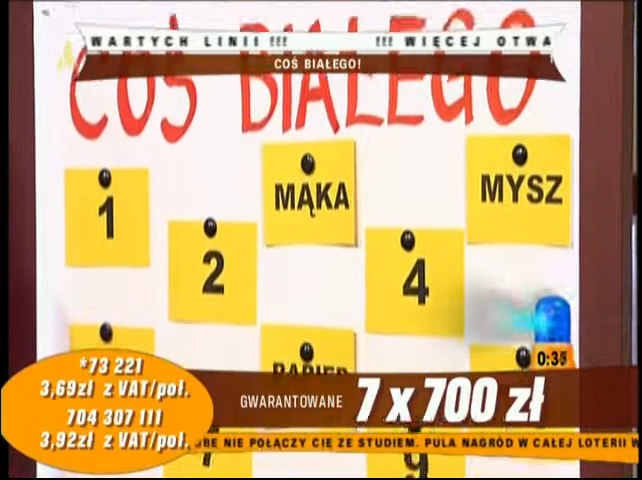 WARTYCH LINII !!! !!! WIĘCEJ OTWA
COŚ BIAŁEGO!
COŚ BIAŁEGO
1
MĄKA
MYSZ
2
4
PAPIER
0:35
*73 221
3,69zł z VAT/poł.
704 307 111
3,92zł z VAT/poł.
GWARANTOWANE 7 x 700 zł
NIE POŁĄCZY CIĘ ZE STUDIEM. PULA NAGRÓD W CAŁEJ LOTERII W
9